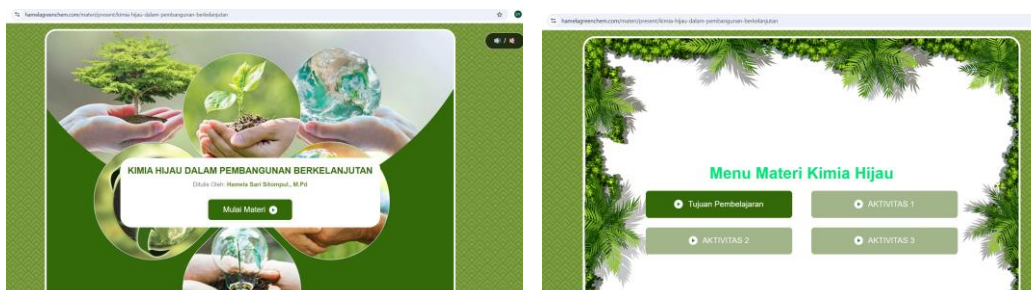 hamelagreenchem.com/materi/present/kimia-hijau-dalam-pembangunan-berkelanjutan
KIMIA HIJAU DALAM PEMBANGUNAN BERKELANJUTAN
Ditulis Oleh: Hamela Sari Sitompul., M.Pd
Mulai Materi
hamelagreenchem.com/materi/present/kimia-hijau-dalam-pembangunan-berkelanjutan
Menu Materi Kimia Hijau
Tujuan Pembelajaran
AKTIVITAS 1
AKTIVITAS 2
AKTIVITAS 3